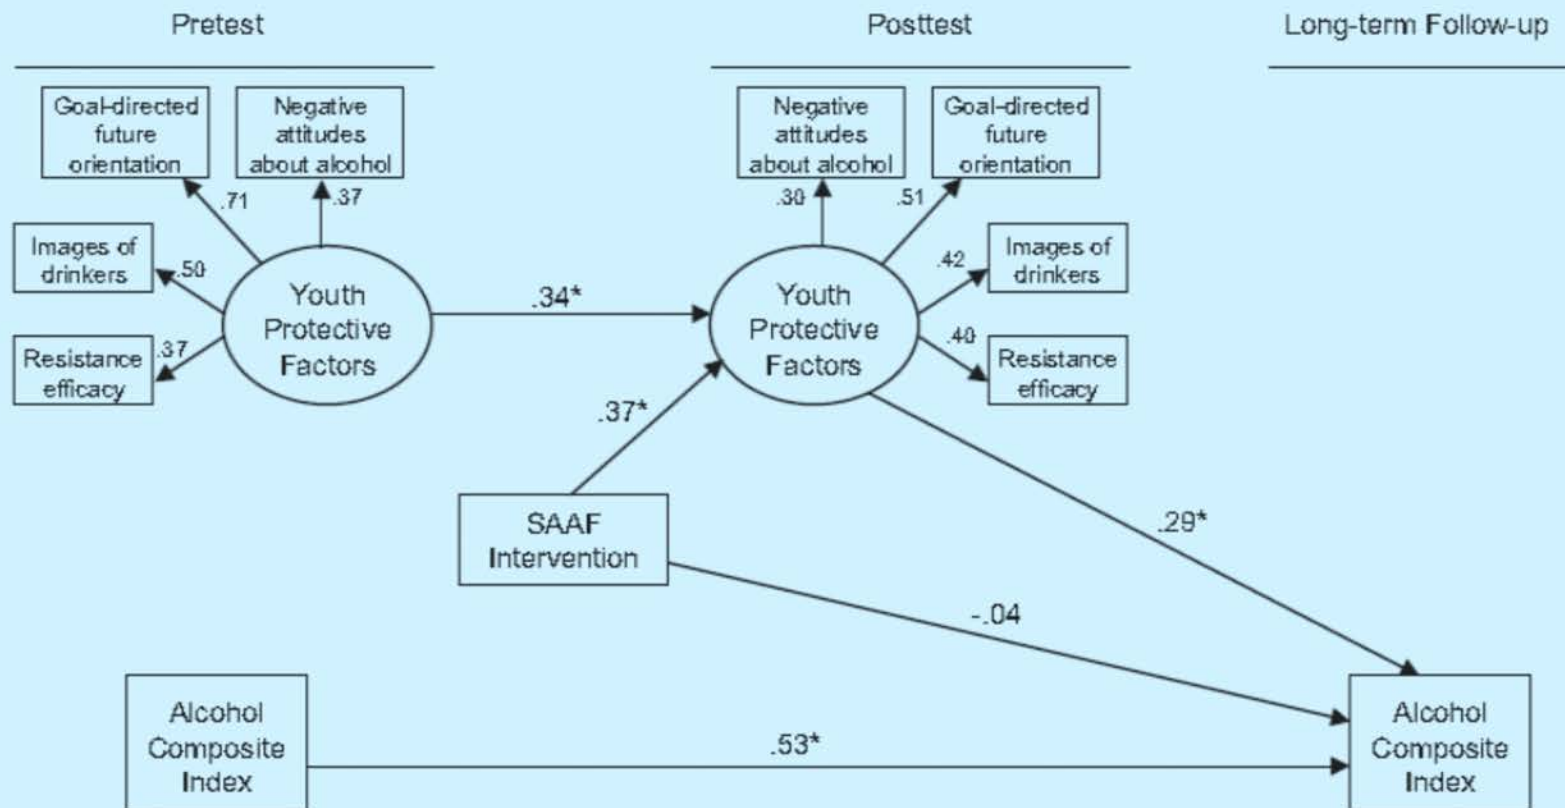 Pretest
Posttest
Long-term Follow-up
Goal-directed
future
orientation
Negative
attitudes
about alcohol
Negative
attitudes
about alcohol
Goal-directed
future
orientation
.71
.37
.30
.51
Images of
drinkers
.50
Youth
Protective
Factors
.34*
Youth
Protective
Factors
.42
Images of
drinkers
Resistance
efficacy
.37
.40
Resistance
efficacy
.37*
SAAF
Intervention
.29*
-.04
Alcohol
Composite
Index
.53*
Alcohol
Composite
Index